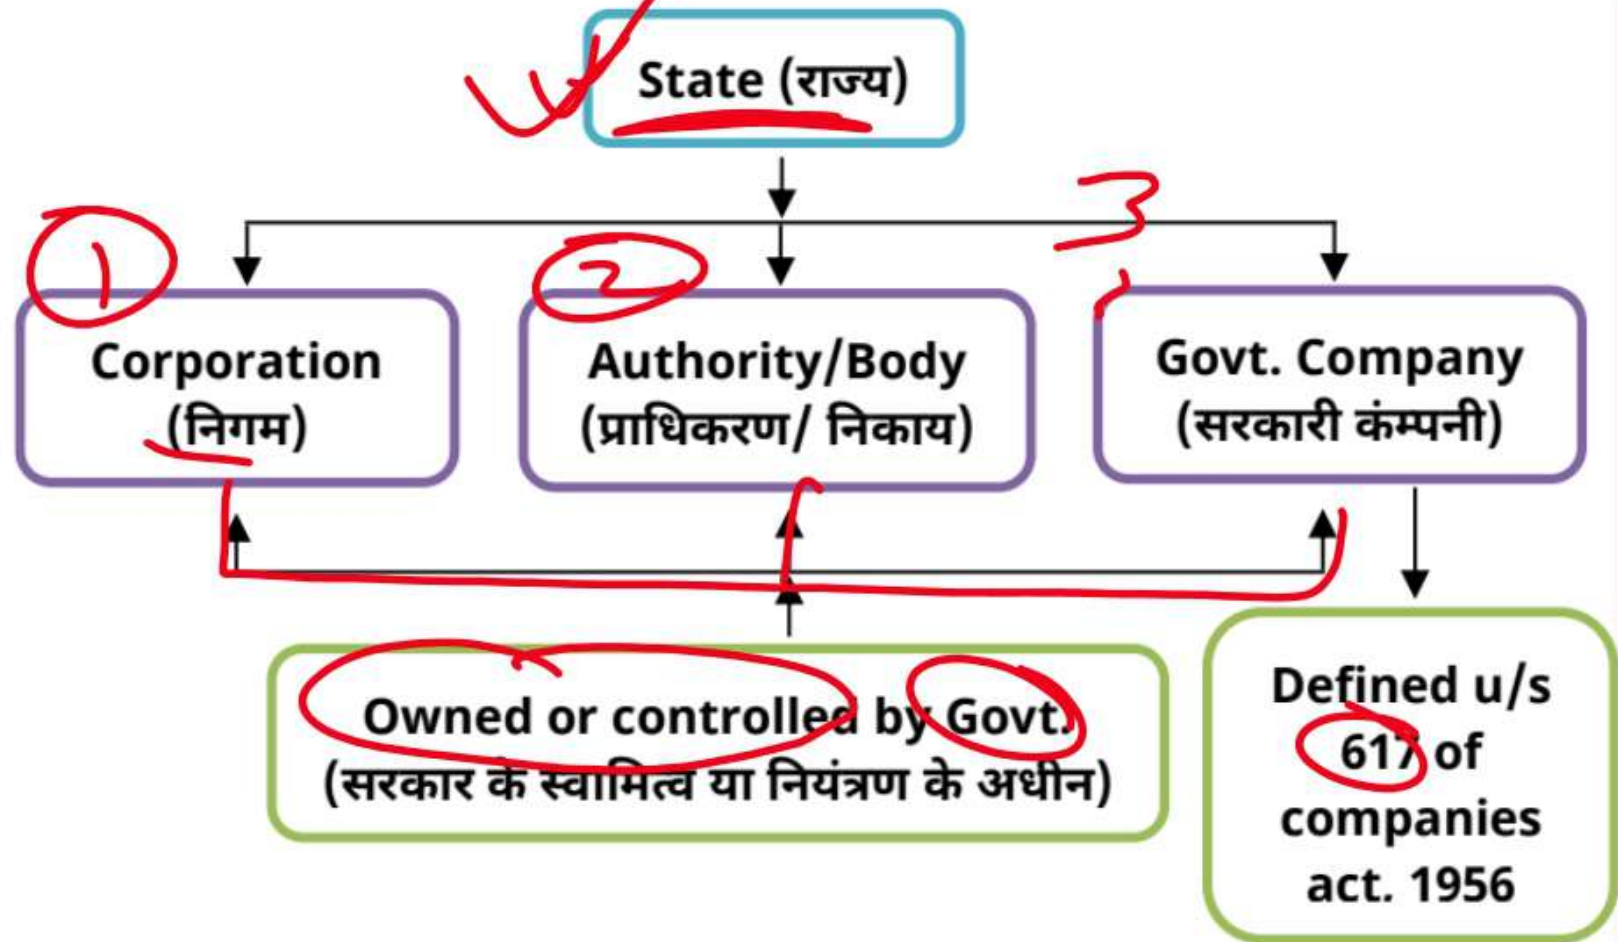 State (राज्य)
1
2
3
Corporation
(निगम)
Authority/Body
(प्राधिकरण/ निकाय)
Govt. Company
(सरकारी कंम्पनी)
Owned or controlled by Govt.
(सरकार के स्वामित्व या नियंत्रण के अधीन)
Defined u/s
617 of
companies
act. 1956